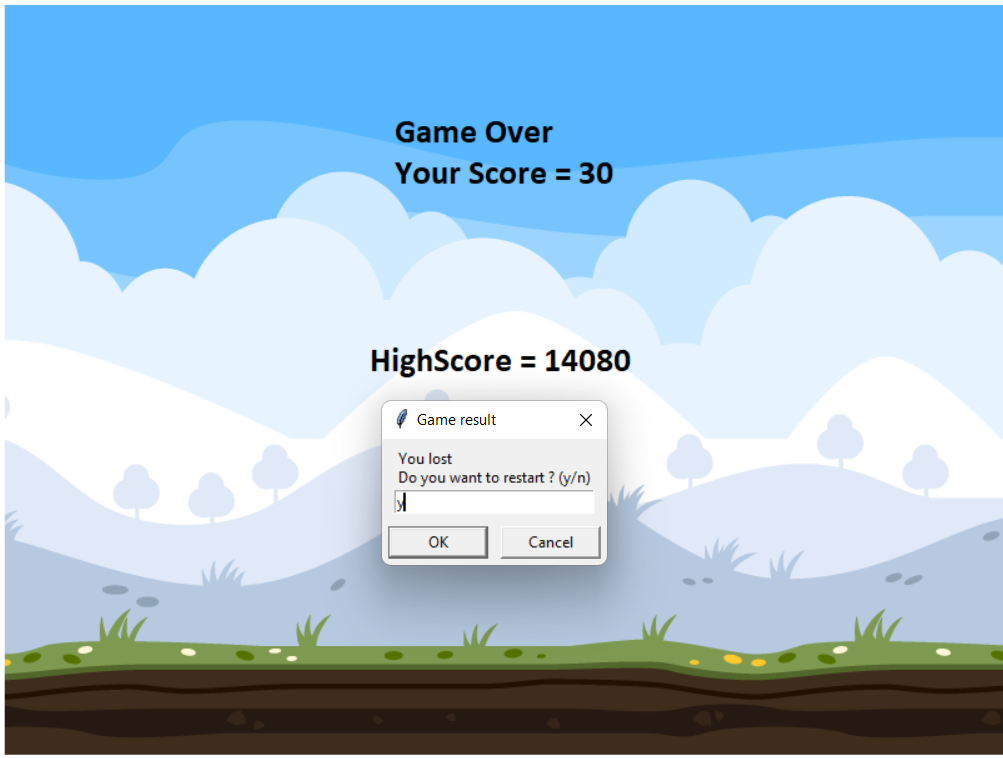 Game Over
Your Score = 30
HighScore = 14080
Game result
You lost
Do you want to restart ? (y/n)
y
OK
Cancel